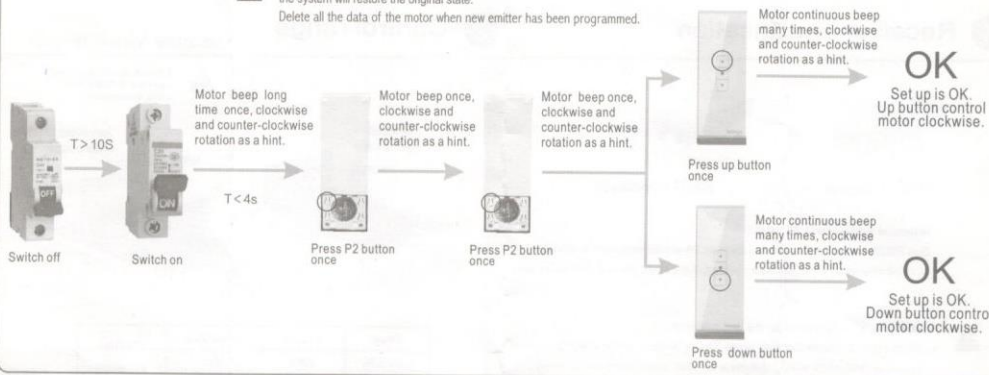 the system will restore the original state.
Delete all the data of the motor when new emitter has been programmed.
T>10S
OFF
Switch off
ON
Switch on
Motor beep long
time once, clockwise
and counter-clockwise
rotation as a hint.
T<4s
Press P2 button
once
Motor beep once,
clockwise and
counter-clockwise
rotation as a hint.
Press P2 button
once
Motor beep once,
clockwise and
counter-clockwise
rotation as a hint.
Press up button
once
Motor continuous beep
many times, clockwise
and counter-clockwise
rotation as a hint.
OK
Set up is OK.
Up button control
motor clockwise.
Press down button
once
Motor continuous beep
many times, clockwise
and counter-clockwise
rotation as a hint.
OK
Set up is OK.
Down button contro
motor clockwise.